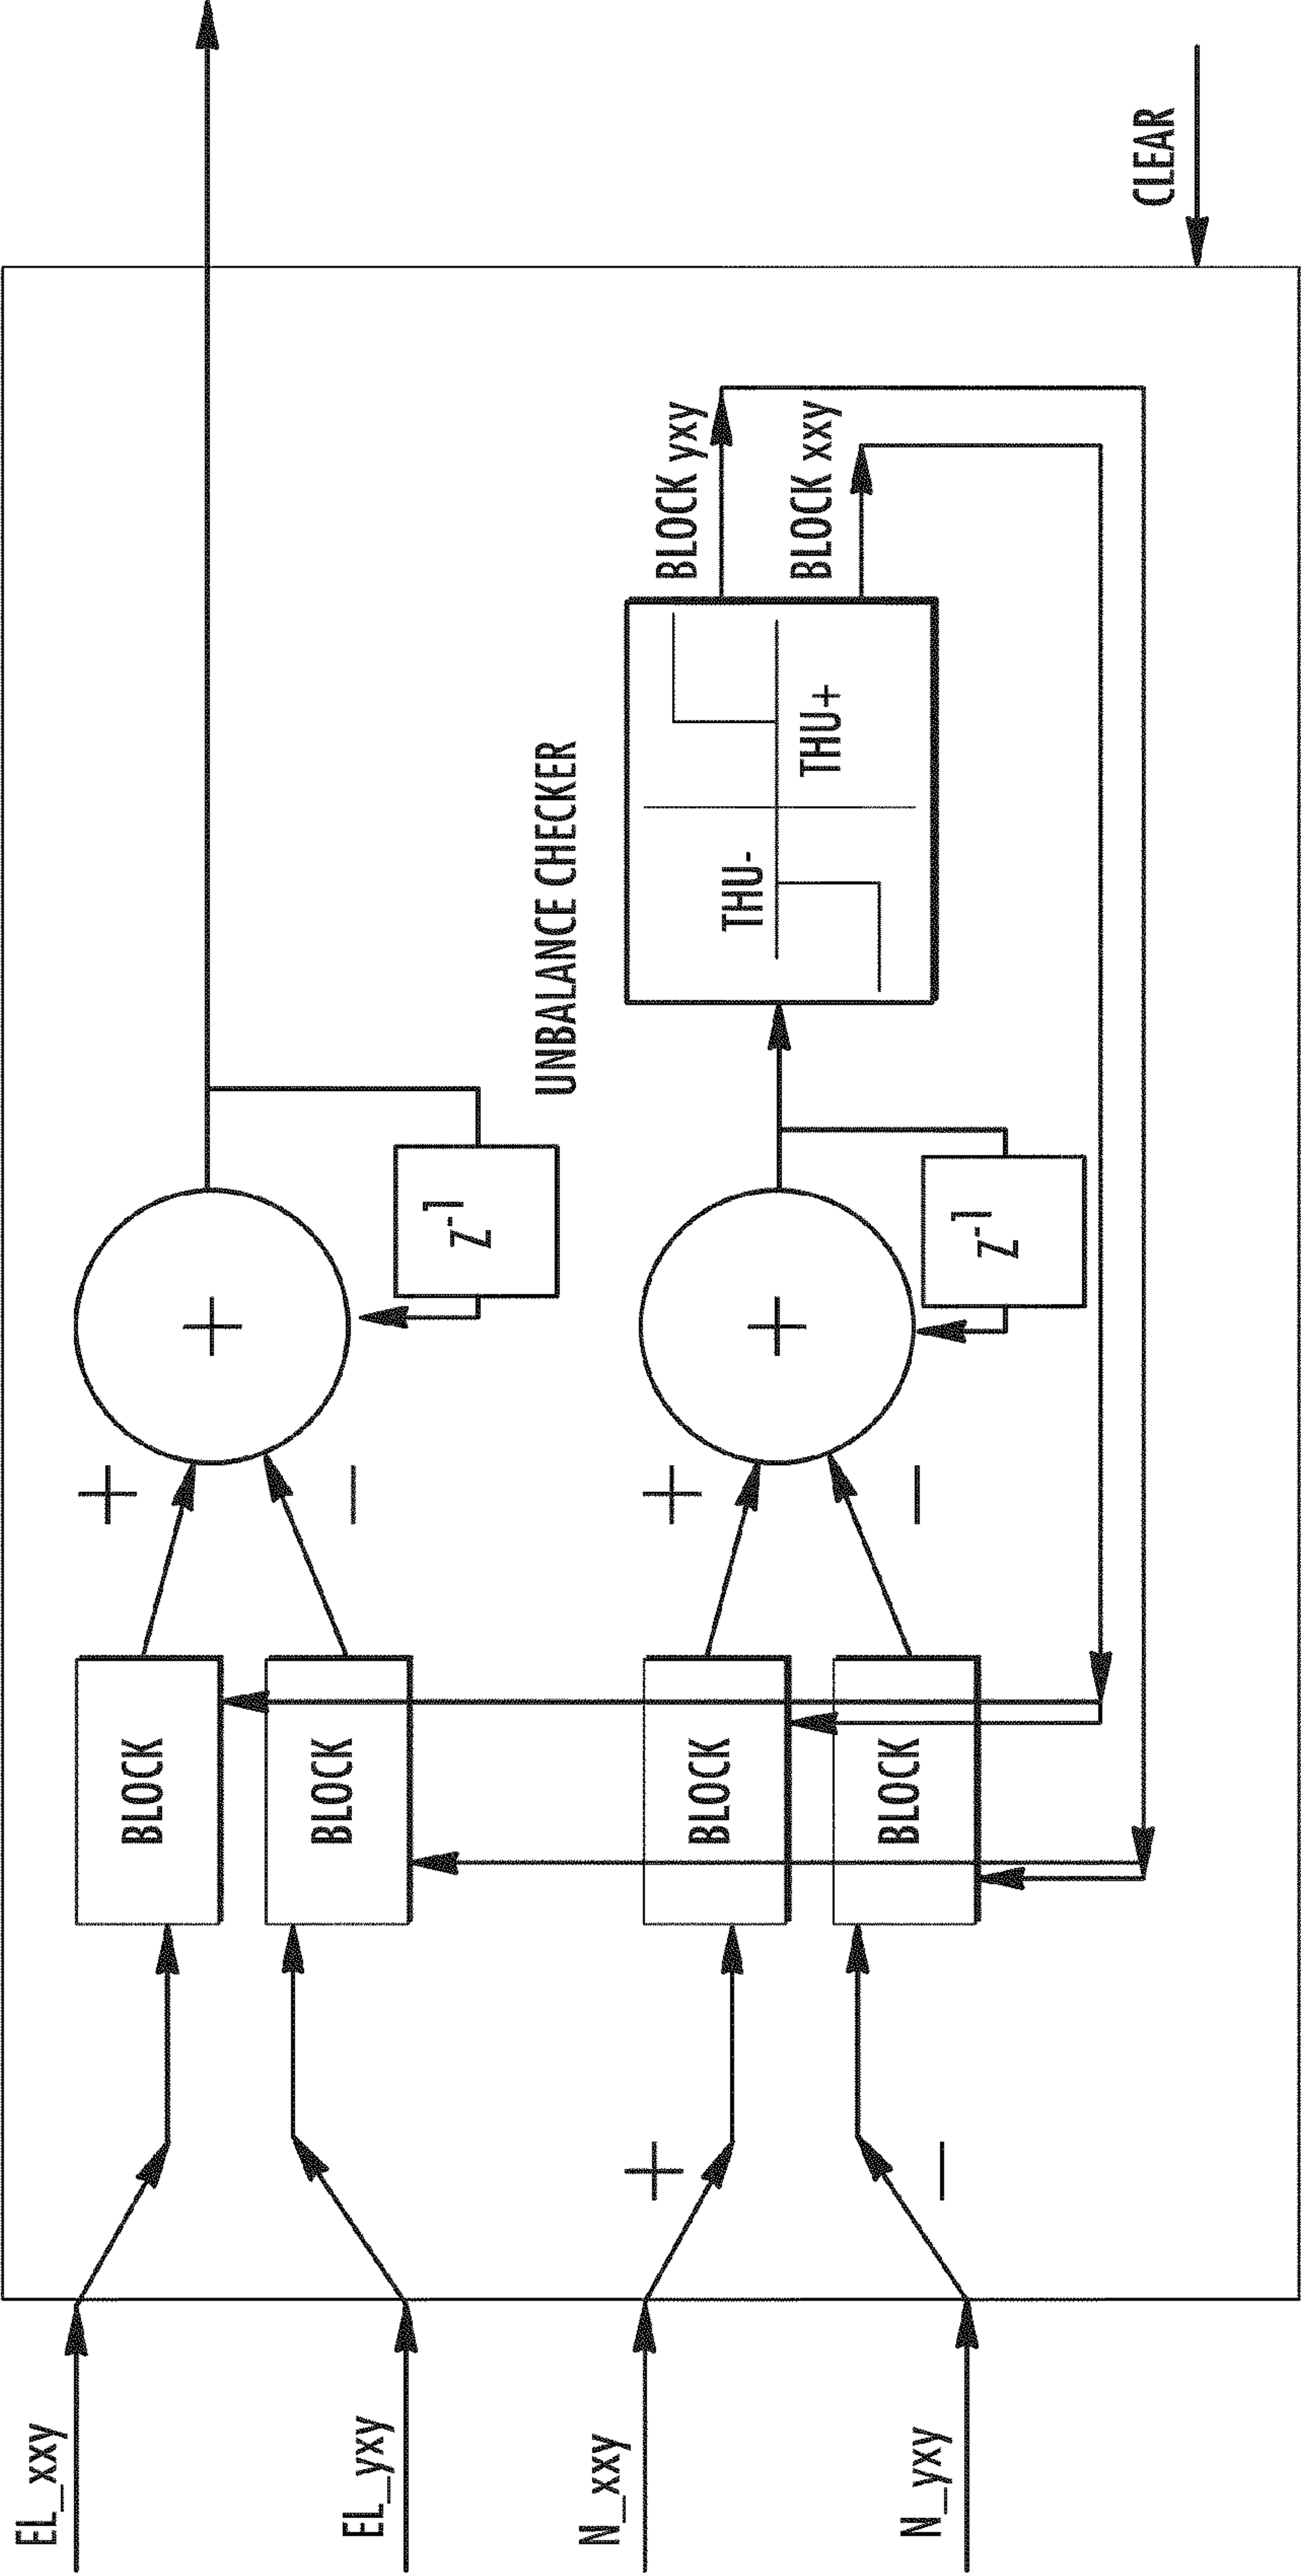 EL_xxy
EL_yxy
N_xxy
N_yxy
+
−
BLOCK
BLOCK
BLOCK
BLOCK
+
−
+
−
+
+
z-1
z-1
UNBALANCE CHECKER
THU-
THU+
BLOCK yxy
BLOCK xxy
CLEAR